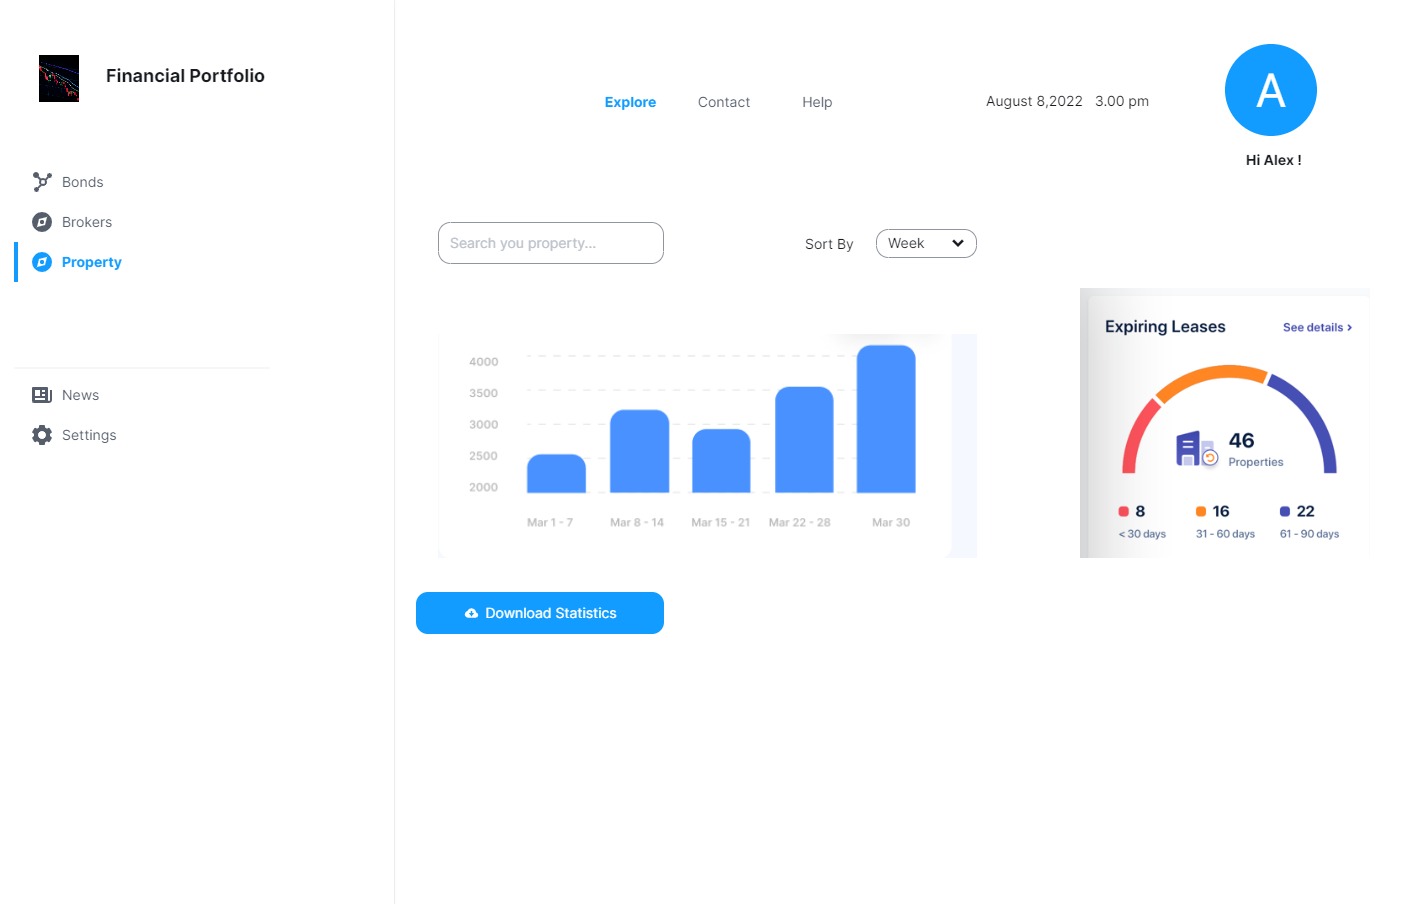 Financial Portfolio
Explore
Contact
Help
August 8,2022 3.00 pm
A
Hi Alex !
Bonds
Brokers
Property
News
Settings
Search you property...
Sort By
Week
4000
3500
3000
2500
2000
Mar 1 - 7
Mar 8 - 14
Mar 15 - 21
Mar 22 - 28
Mar 30
Expiring Leases
See details ›
46
Properties
8
16
22
< 30 days
31 - 60 days
61 - 90 days
Download Statistics